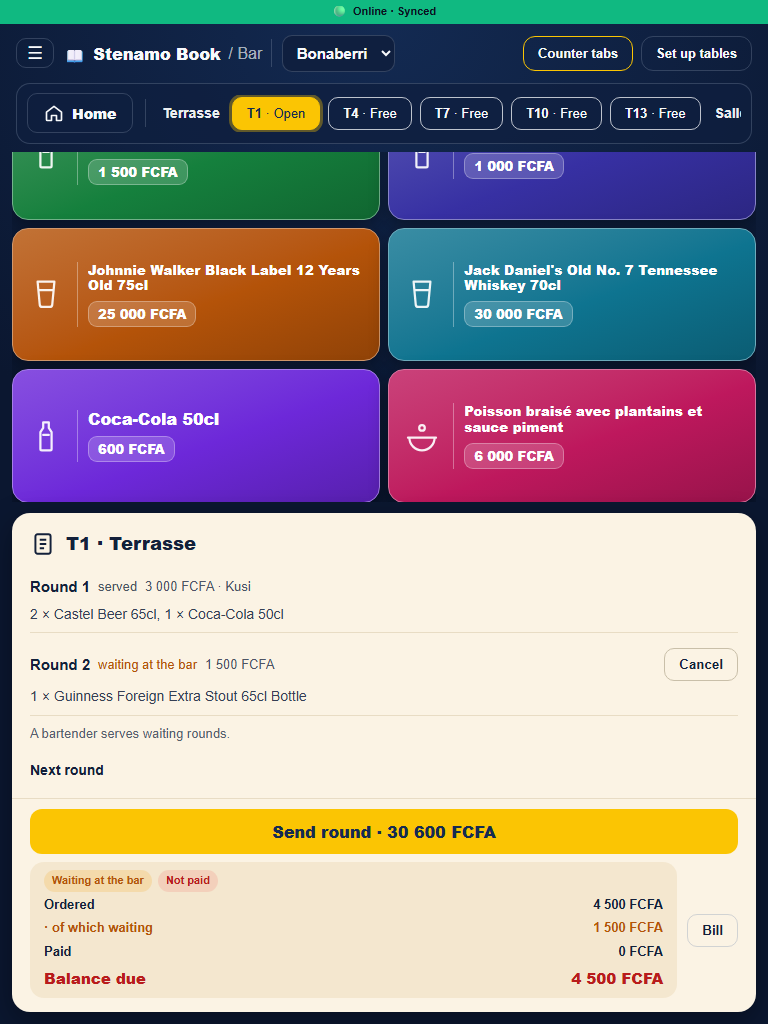 Online · Synced
☰ 📖 Stenamo Book / Bar Bonaberri Counter tabs Set up tables
Home Terrasse T1 · Open T4 · Free T7 · Free T10 · Free T13 · Free
1 500 FCFA
1 000 FCFA
Johnnie Walker Black Label 12 Years
Old 75cl
25 000 FCFA
Jack Daniel's Old No. 7 Tennessee
Whiskey 70cl
30 000 FCFA
Coca-Cola 50cl
600 FCFA
Poisson braisé avec plantains et
sauce piment
6 000 FCFA
T1 · Terrasse
Round 1 served 3 000 FCFA · Kusi
2 × Castel Beer 65cl, 1 × Coca-Cola 50cl
Round 2 waiting at the bar 1 500 FCFA Cancel
1 × Guinness Foreign Extra Stout 65cl Bottle
A bartender serves waiting rounds.
Next round
Send round · 30 600 FCFA
Waiting at the bar Not paid
Ordered 4 500 FCFA
· of which waiting 1 500 FCFA
Paid 0 FCFA
Balance due 4 500 FCFA
Bill